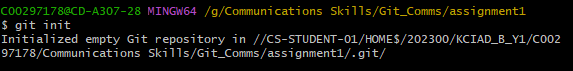 C00297178@CD-A307-28 MINGW64 /g/Communications Skills/Git_Comms/assignment1
$ git init
Initialized empty Git repository in //CS-STUDENT-01/HOME$/202300/KCIAD_B_Y1/C002
97178/Communications Skills/Git_Comms/assignment1/.git/